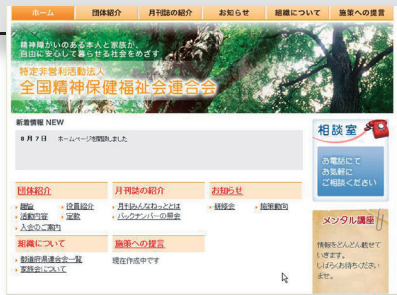 ホーム
団体紹介
月刊誌の紹介
お知らせ
組織について
施策への提言
精神障がいのある本人と家族が、
自由に安心して暮らせる社会をめざす
特定非営利活動法人
全国精神保健福祉会連合会
新着情報 NEW
8月7日 ホームページを開設しました
相談室
お電話にて
お気軽に
ご相談ください
団体紹介
趣旨
役員紹介
活動内容
定款
入会のご案内
月刊誌の紹介
月刊みんなねっととは
バックナンバーの照会
お知らせ
研修会
施策動向
組織について
都道府県連合会一覧
家族会について
施策への提言
現在作成中です
メンタル講座
情報をどんどん載せて
いきます。
しばらくお待ちくださいませ。